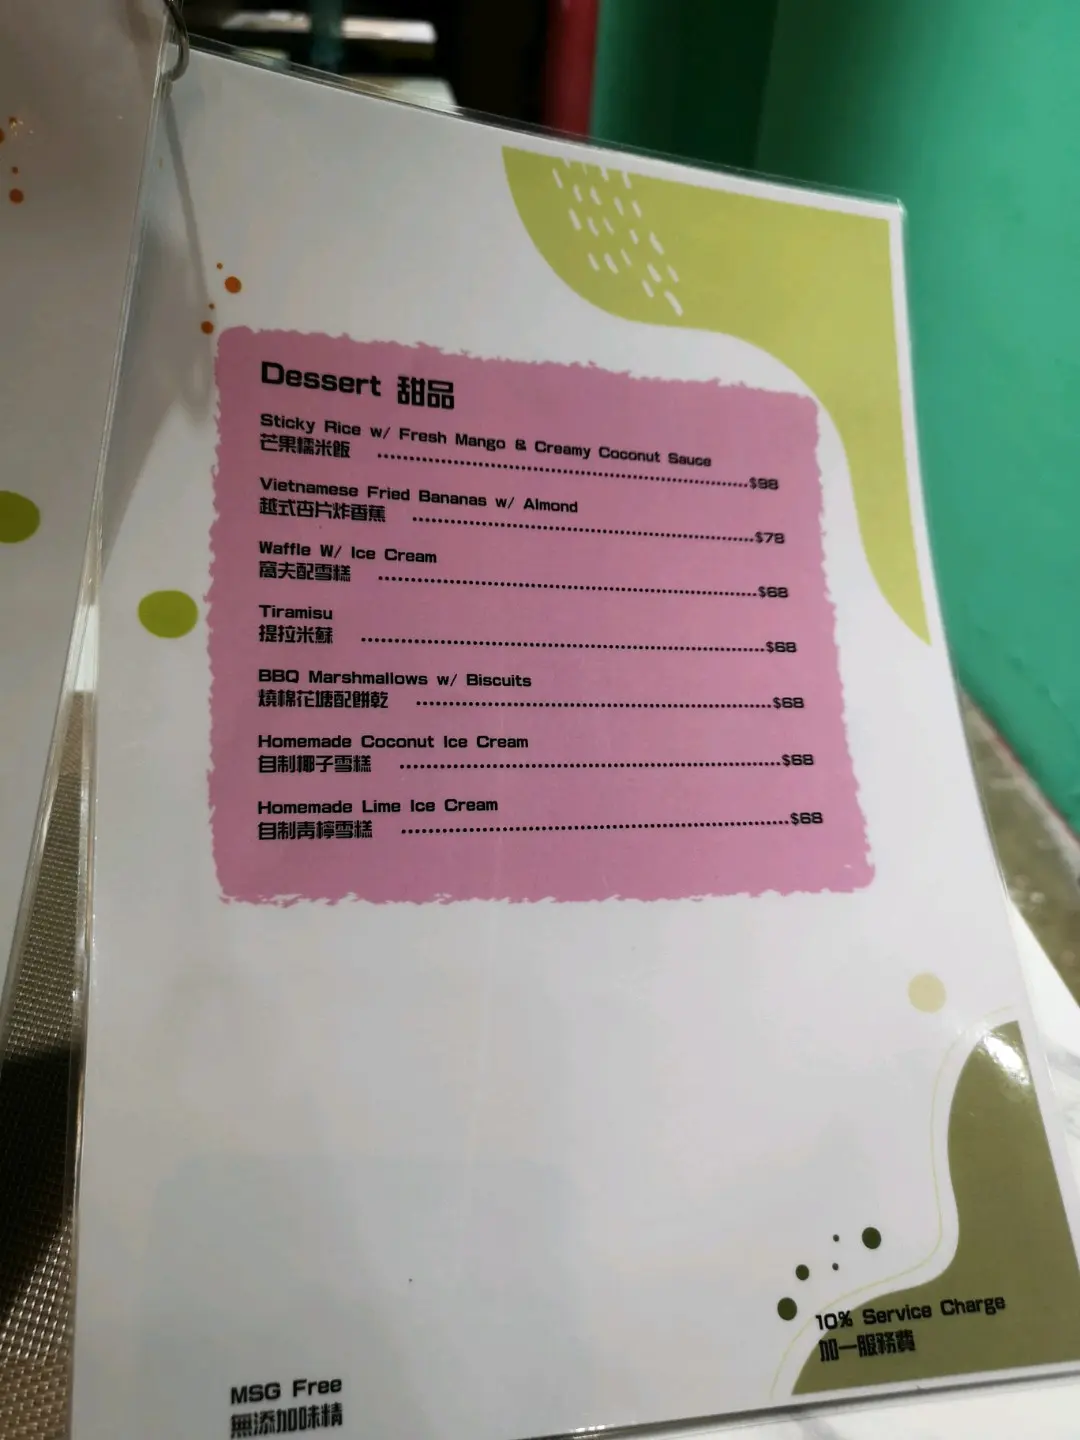 Dessert 甜品
Sticky Rice w/ Fresh Mango & Creamy Coconut Sauce
芒果糯米飯 $98
Vietnamese Fried Bananas w/ Almond
越式杏片炸香蕉 $78
Waffle W/ Ice Cream
窩夫配雪糕 $68
Tiramisu
提拉米蘇 $68
BBQ Marshmallows w/ Biscuits
燒棉花塘配餅乾 $68
Homemade Coconut Ice Cream
自制椰子雪糕 $68
Homemade Lime Ice Cream
自制青檸雪糕 $68
10% Service Charge
加一服務費
MSG Free
無添加味精